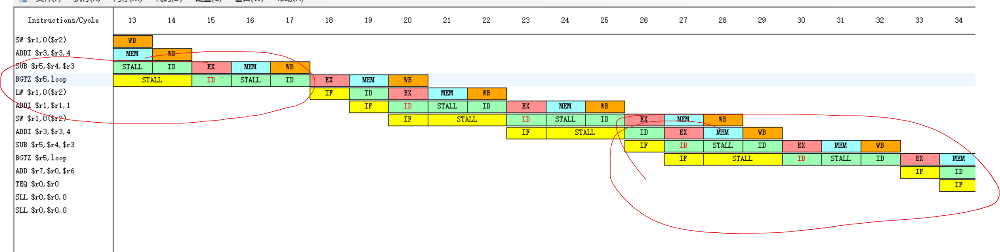 Instructions/Cycle 13 14 15 16 17 18 19 20 21 22 23 24 25 26 27 28 29 30 31 32 33 34
SW $r1,0($r2) WB
ADDI $r3,$r3,4 MEM WB
SUB $r5,$r4,$r3 STALL ID EX MEM WB
BGTZ $r5,loop STALL ID STALL ID EX MEM WB
LW $r1,0($r2) IF ID EX MEM WB
ADDI $r1,$r1,1 IF ID STALL ID EX MEM WB
SW $r1,0($r2) IF STALL ID STALL ID EX MEM WB
ADDI $r3,$r3,4 IF STALL ID EX MEM WB
SUB $r5,$r4,$r3 IF ID STALL ID EX MEM WB
BGTZ $r5,loop IF STALL ID STALL ID EX MEM
ADD $r7,$r0,$r6 IF ID
TEQ $r0,$r0 IF
SLL $r0,$r0,0
SLL $r0,$r0,0